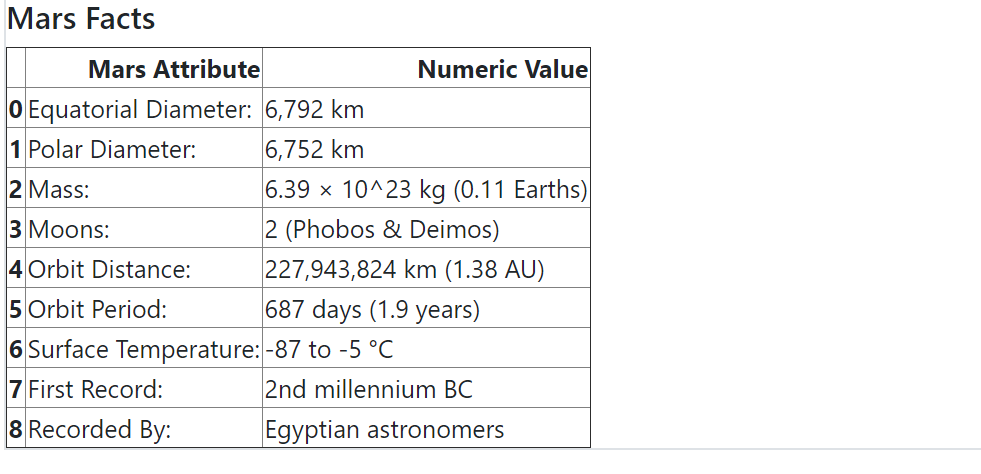 Mars Facts
Mars Attribute Numeric Value
0 Equatorial Diameter: 6,792 km
1 Polar Diameter: 6,752 km
2 Mass: 6.39 × 10^23 kg (0.11 Earths)
3 Moons: 2 (Phobos & Deimos)
4 Orbit Distance: 227,943,824 km (1.38 AU)
5 Orbit Period: 687 days (1.9 years)
6 Surface Temperature: -87 to -5 °C
7 First Record: 2nd millennium BC
8 Recorded By: Egyptian astronomers